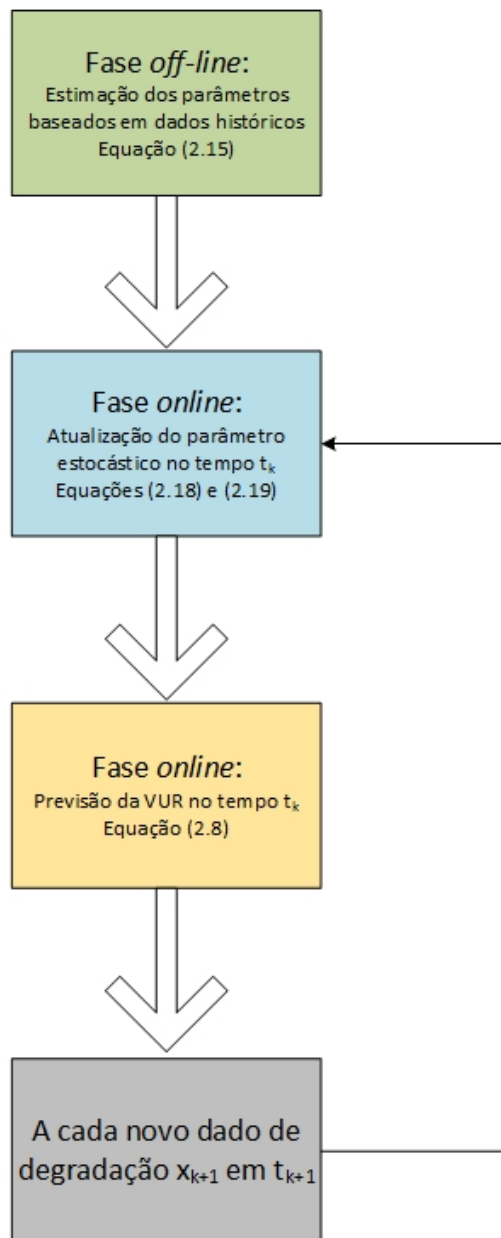 Fase off-line:
Estimação dos parâmetros
baseados em dados históricos
Equação (2.15)
Fase online:
Atualização do parâmetro
estocástico no tempo tₖ
Equações (2.18) e (2.19)
Fase online:
Previsão da VUR no tempo tₖ
Equação (2.8)
A cada novo dado de
degradação xₖ₊₁ em tₖ₊₁